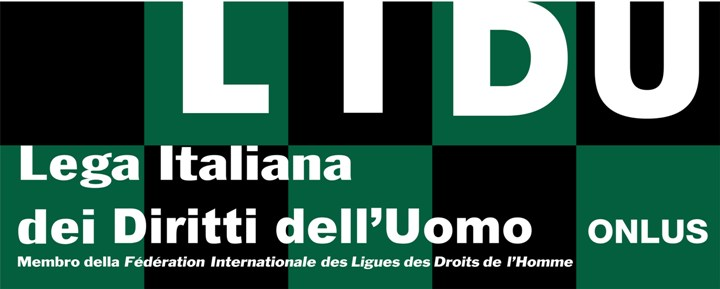 LIDU
Lega Italiana
dei Diritti dell'Uomo ONLUS
Membro della Fédération Internationale des Ligues des Droits de l'Homme